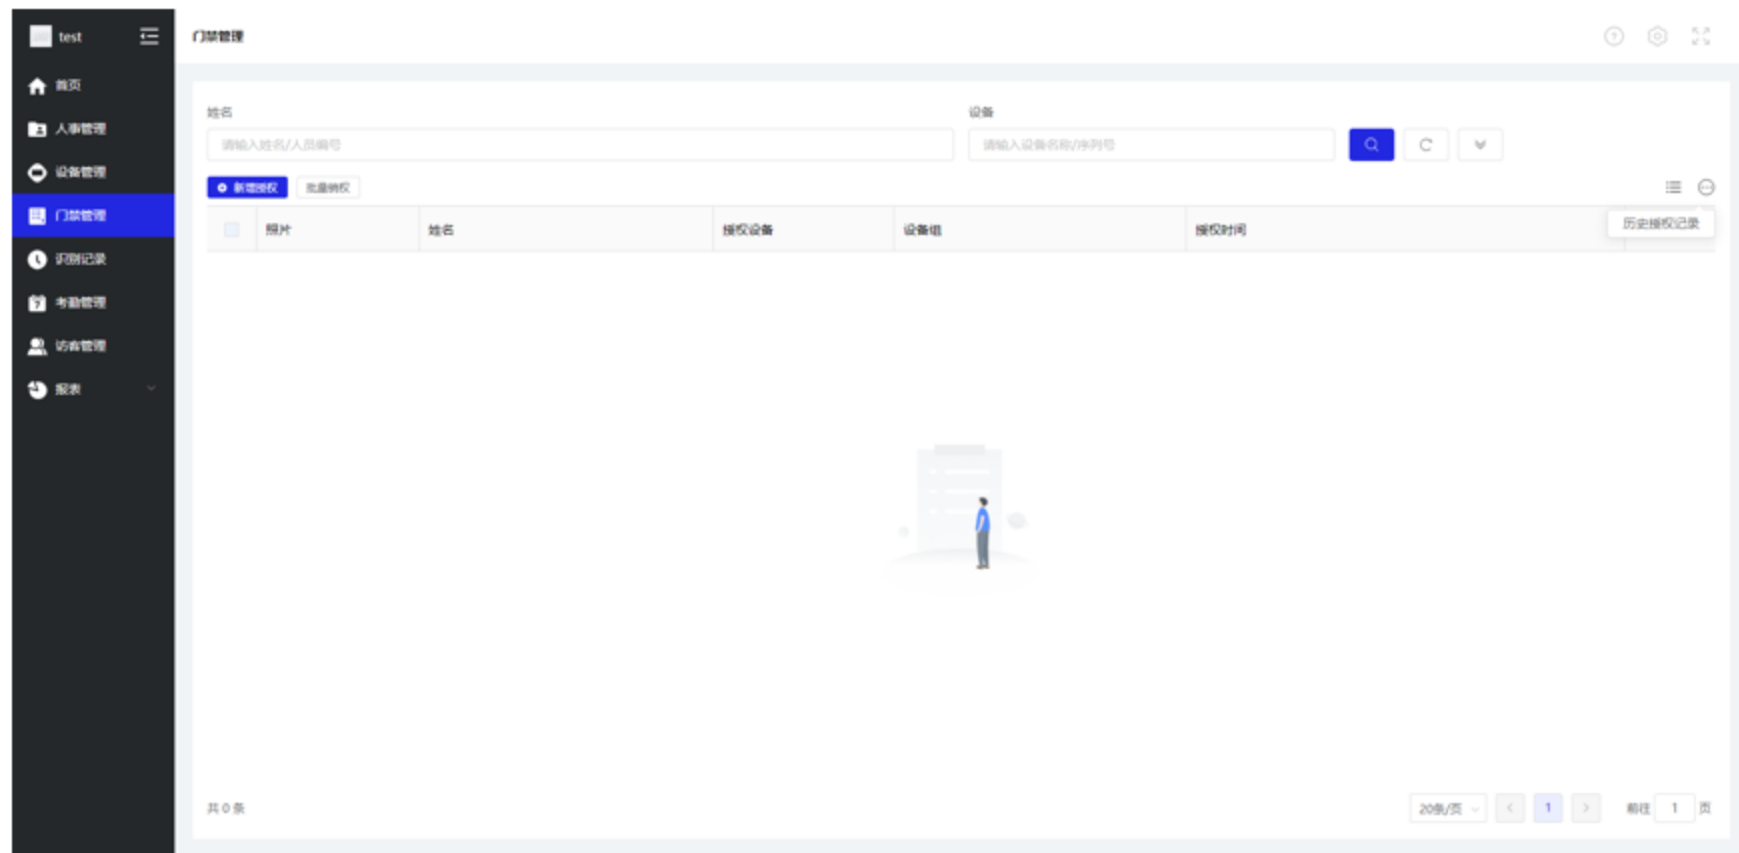 test
门禁管理
首页
人事管理
设备管理
门禁管理
识别记录
考勤管理
访客管理
报表
姓名
设备
请输入姓名/人员编号
请输入设备名称/序列号
新增授权
批量销权
历史授权记录
照片
姓名
授权设备
设备组
授权时间
共 0 条
20条/页
1
前往 1 页